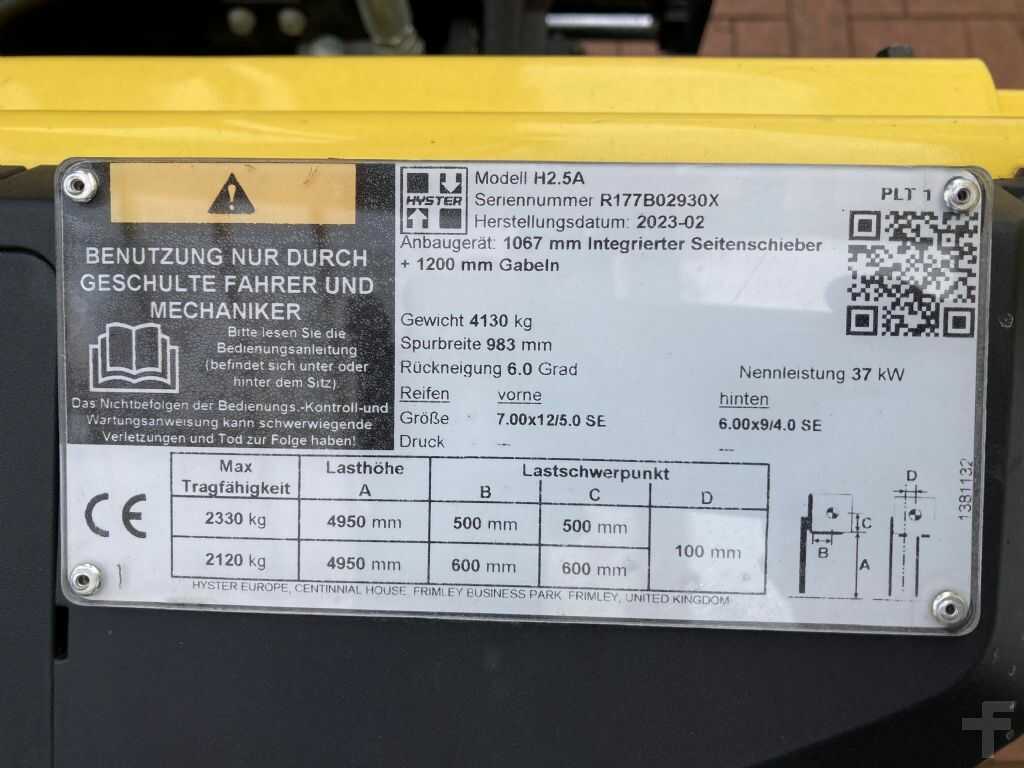 BENUTZUNG NUR DURCH
GESCHULTE FAHRER UND
MECHANIKER
Bitte lesen Sie die
Bedienungsanleitung
(befindet sich unter oder
hinter dem Sitz).
Das Nichtbefolgen der Bedienungs.-Kontroll-und
Wartungsanweisung kann schwerwiegende
Verletzungen und Tod zur Folge haben!
HYSTER
Modell H2.5A
Seriennummer R177B02930X
Herstellungsdatum: 2023-02
PLT 1
Anbaugerät: 1067 mm Integrierter Seitenschieber
+ 1200 mm Gabeln
Gewicht 4130 kg
Spurbreite 983 mm
Rückneigung 6.0 Grad
Nennleistung 37 kW
Reifen vorne hinten
Größe 7.00x12/5.0 SE 6.00x9/4.0 SE
Druck -- --
Max Lasthöhe Lastschwerpunkt
Tragfähigkeit A B C D
2330 kg 4950 mm 500 mm 500 mm
100 mm
2120 kg 4950 mm 600 mm 600 mm
CE
D
C
B
A
1381132
HYSTER EUROPE, CENTINNIAL HOUSE, FRIMLEY BUSINESS PARK, FRIMLEY, UNITED KINGDOM